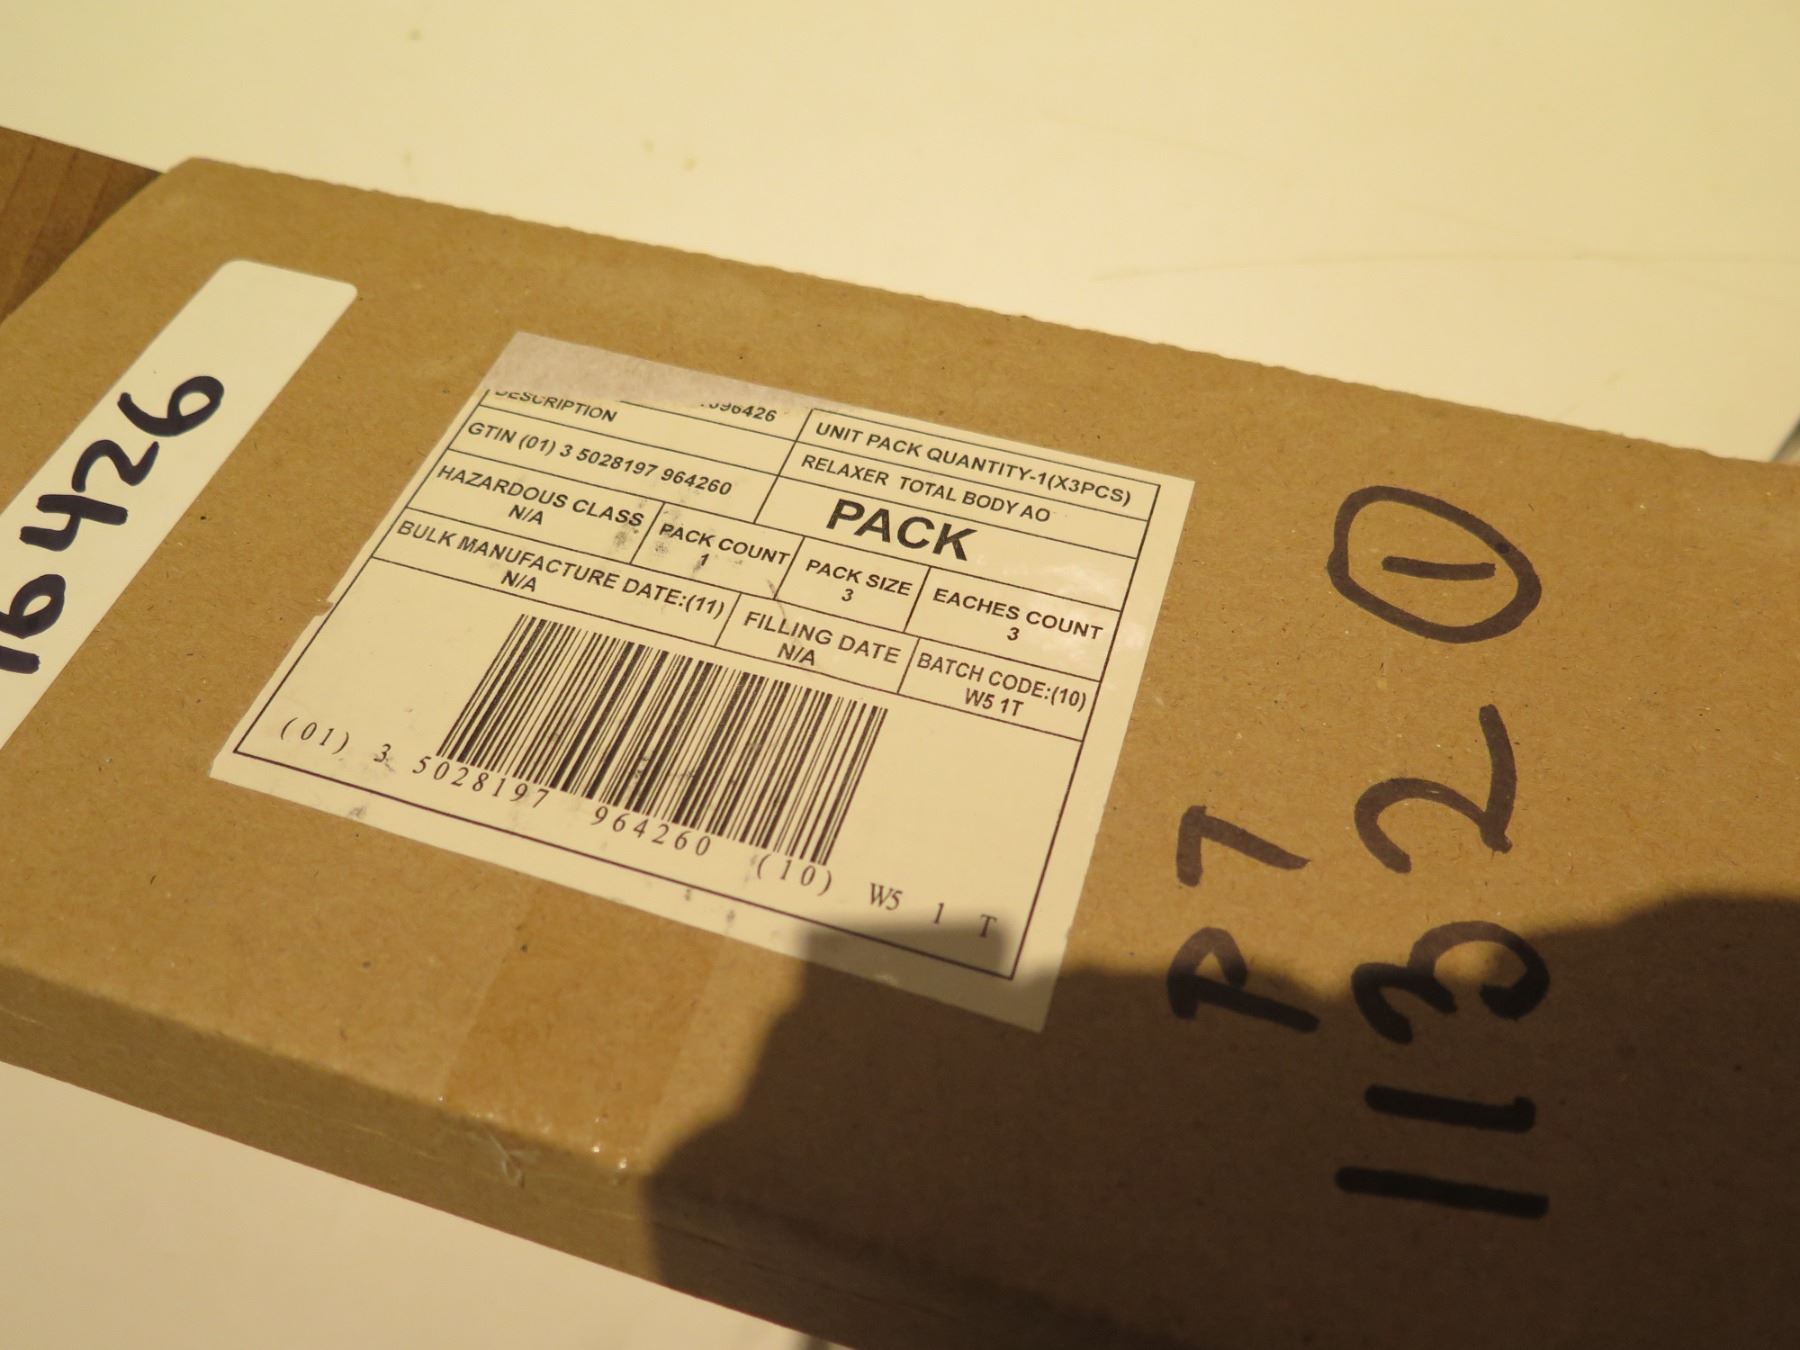 16426
DESCRIPTION
UNIT PACK QUANTITY-1(X3PCS)
GTIN (01) 3 5028197 964260
RELAXER TOTAL BODY AO
PACK
HAZARDOUS CLASS
N/A
PACK COUNT
1
PACK SIZE
3
EACHES COUNT
3
BULK MANUFACTURE DATE:(11)
N/A
FILLING DATE
N/A
BATCH CODE:(10)
W5 1T
(01) 3 5028197 964260 (10) W5 1 T
P7
1132 1